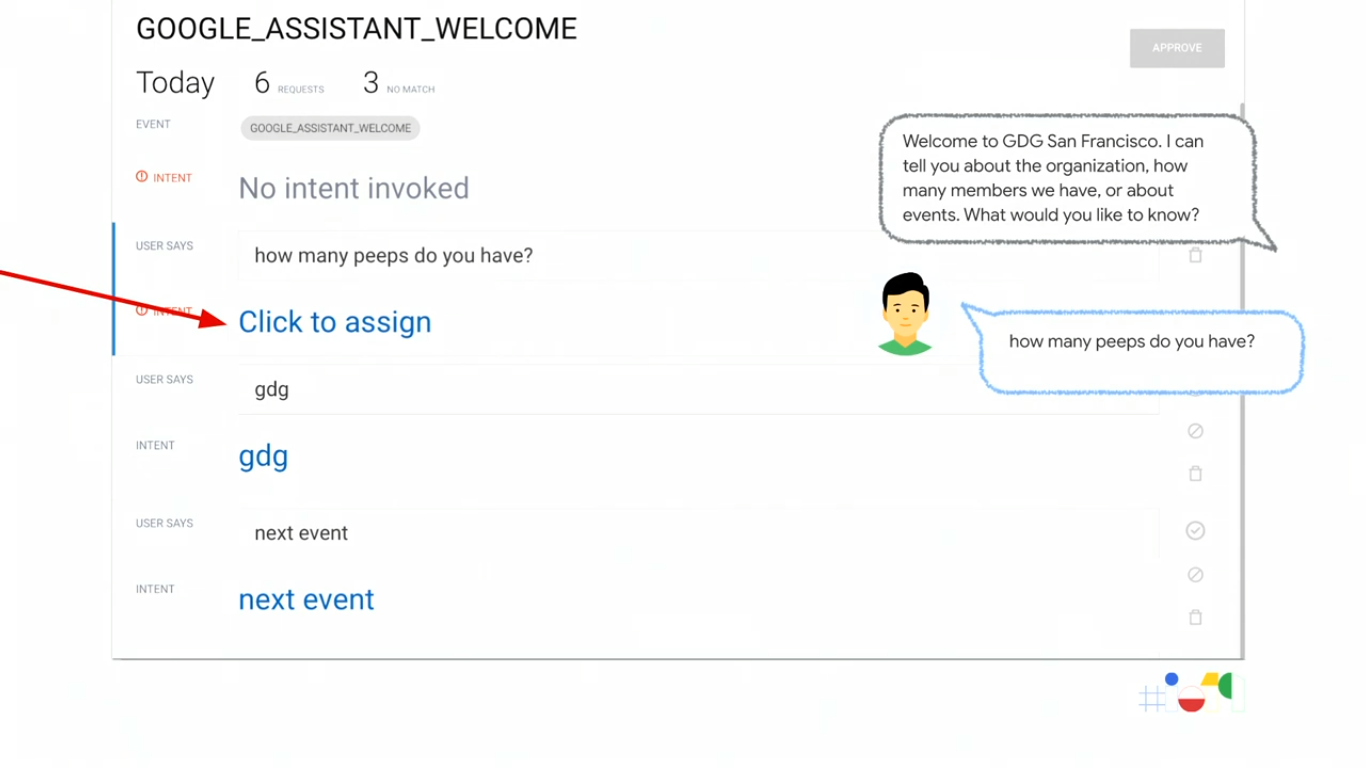 GOOGLE_ASSISTANT_WELCOME
APPROVE
Today 6 REQUESTS 3 NO MATCH
EVENT GOOGLE_ASSISTANT_WELCOME
INTENT No intent invoked
Welcome to GDG San Francisco. I can
tell you about the organization, how
many members we have, or about
events. What would you like to know?
USER SAYS how many peeps do you have?
INTENT Click to assign
how many peeps do you have?
USER SAYS gdg
INTENT gdg
USER SAYS next event
INTENT next event